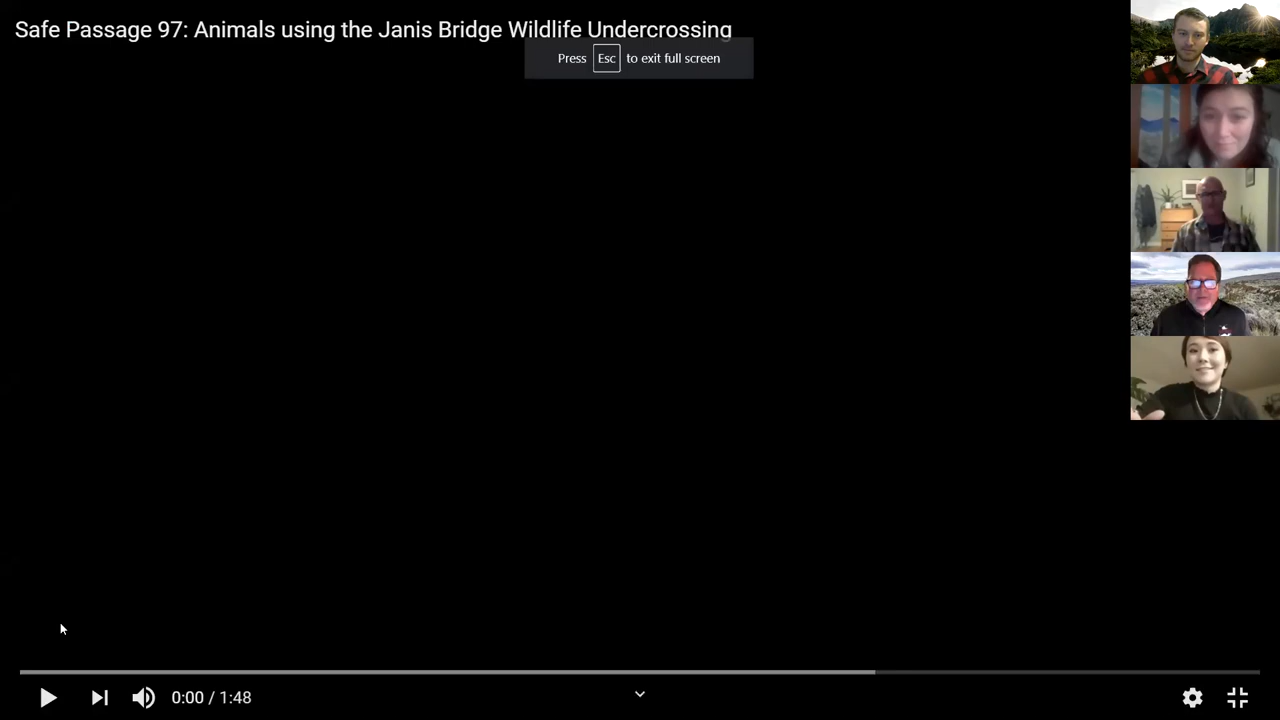 Safe Passage 97: Animals using the Janis Bridge Wildlife Undercrossing
Press Esc to exit full screen
0:00 / 1:48